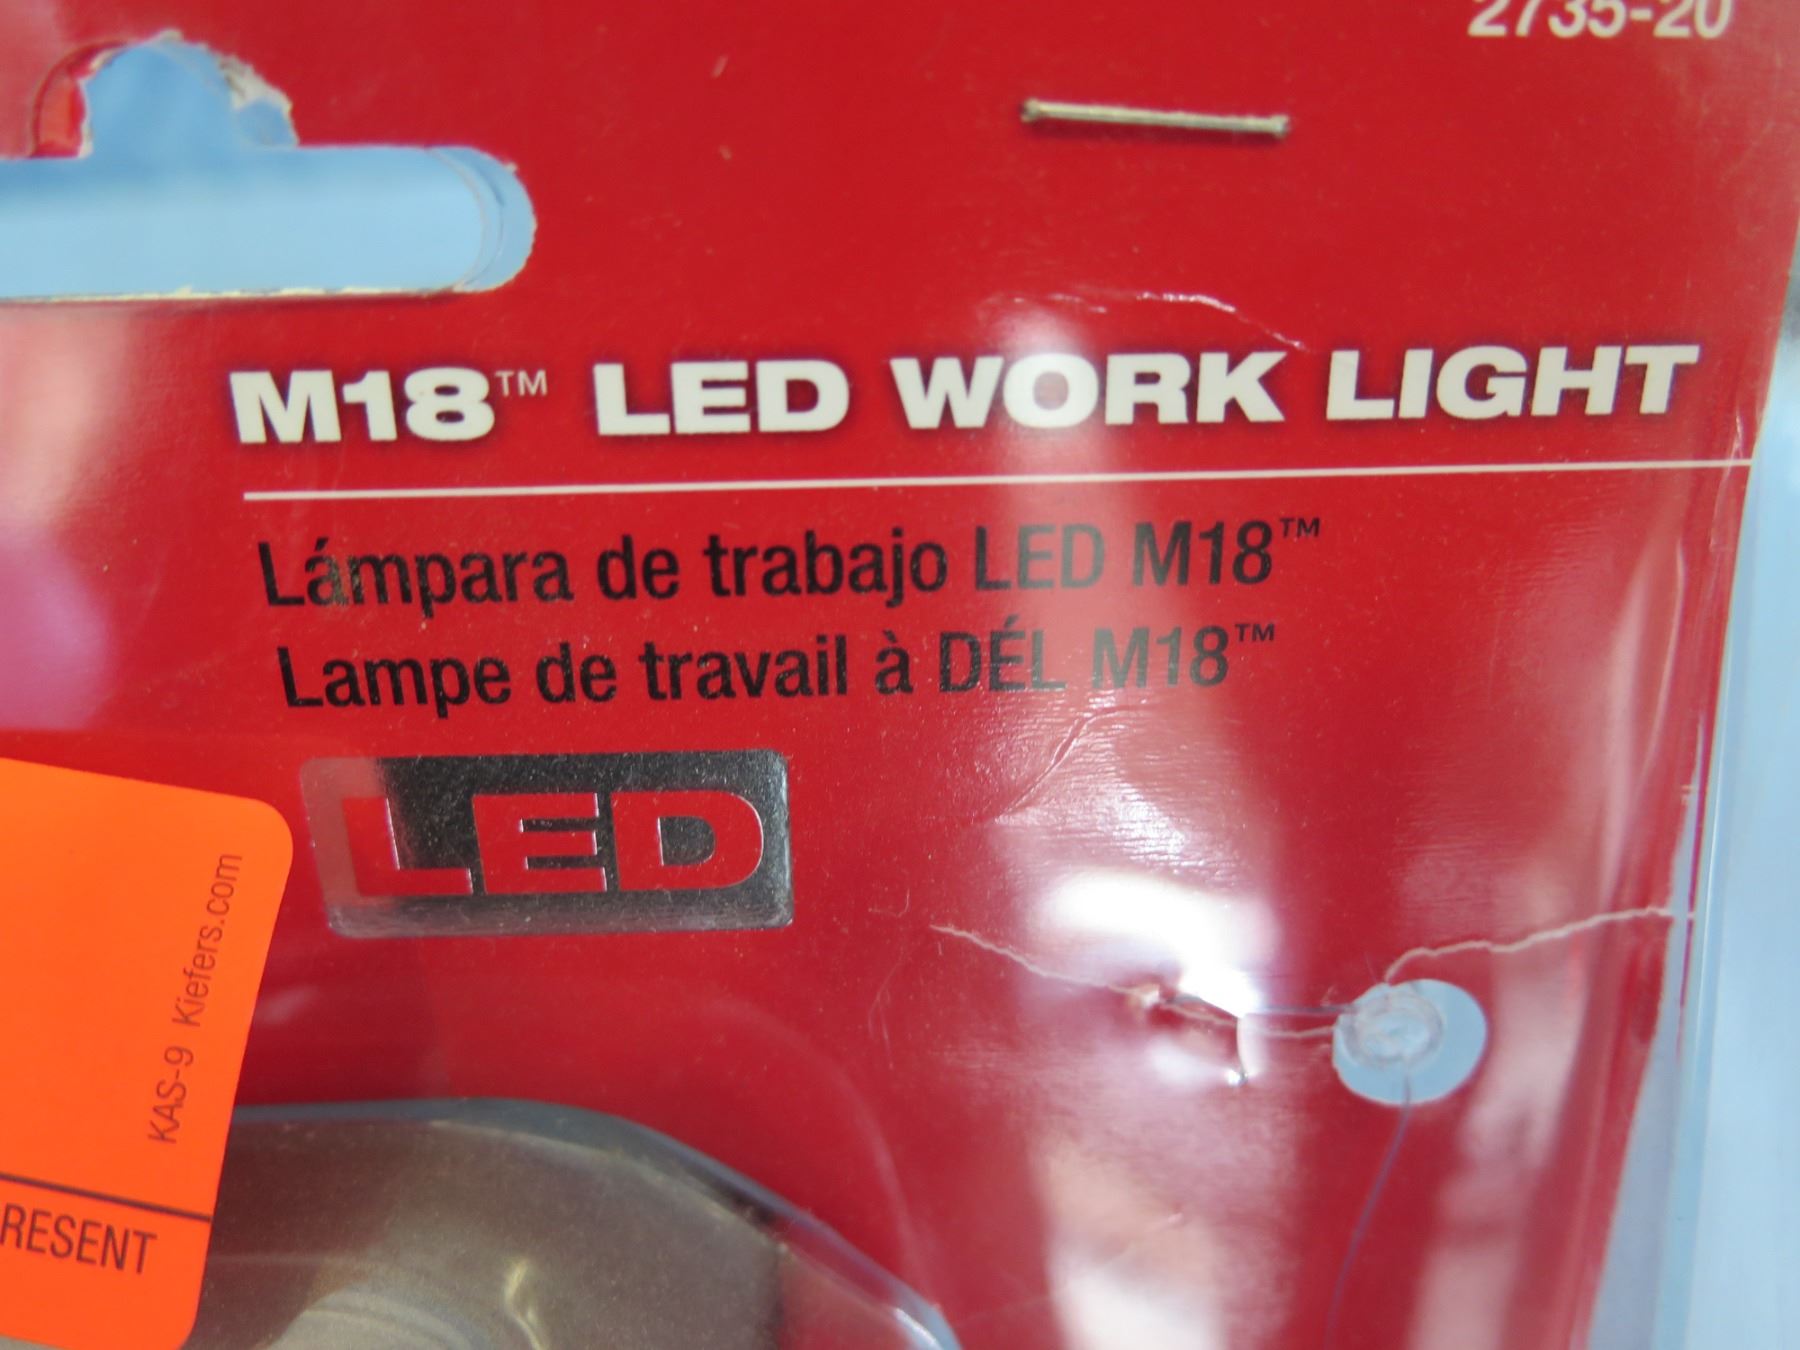 2735-20
M18™ LED WORK LIGHT
Lámpara de trabajo LED M18™
Lampe de travail à DÉL M18™
LED
KAS-9 Kiefers.com
RESENT